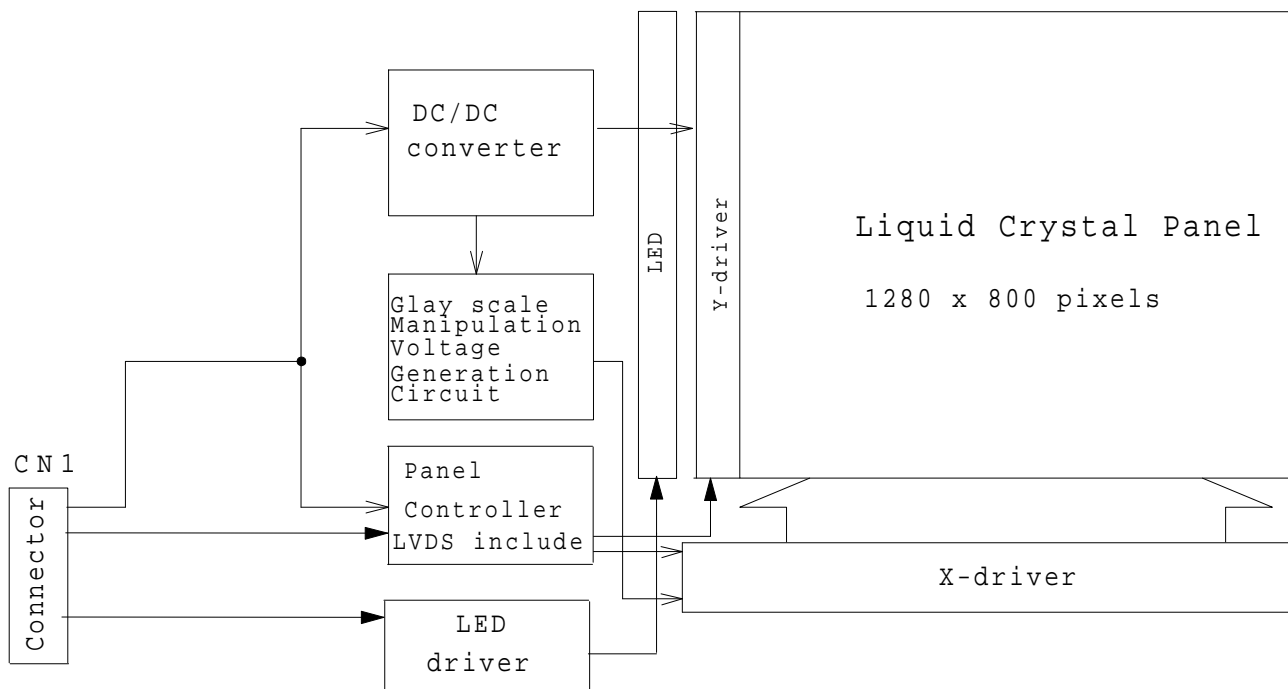 DC/DC
converter
Glay scale
Manipulation
Voltage
Generation
Circuit
CN1
Connector
Panel
Controller
LVDS include
LED
driver
LED
Y-driver
Liquid Crystal Panel
1280 x 800 pixels
X-driver